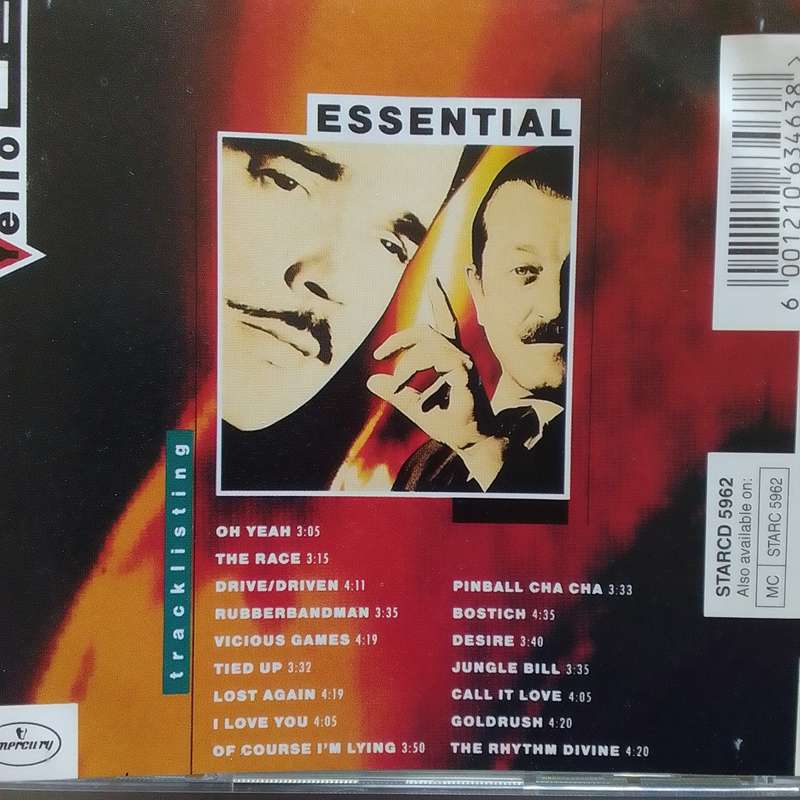 ello
ESSENTIAL
tracklisting
OH YEAH 3:05
THE RACE 3:15
DRIVE/DRIVEN 4:11
RUBBERBANDMAN 3:35
VICIOUS GAMES 4:19
TIED UP 3:32
LOST AGAIN 4:19
I LOVE YOU 4:05
OF COURSE I'M LYING 3:50
PINBALL CHA CHA 3:33
BOSTICH 4:35
DESIRE 3:40
JUNGLE BILL 3:35
CALL IT LOVE 4:05
GOLDRUSH 4:20
THE RHYTHM DIVINE 4:20
6 001210 634638 >
STARCD 5962
Also available on:
MC STARC 5962
mercury